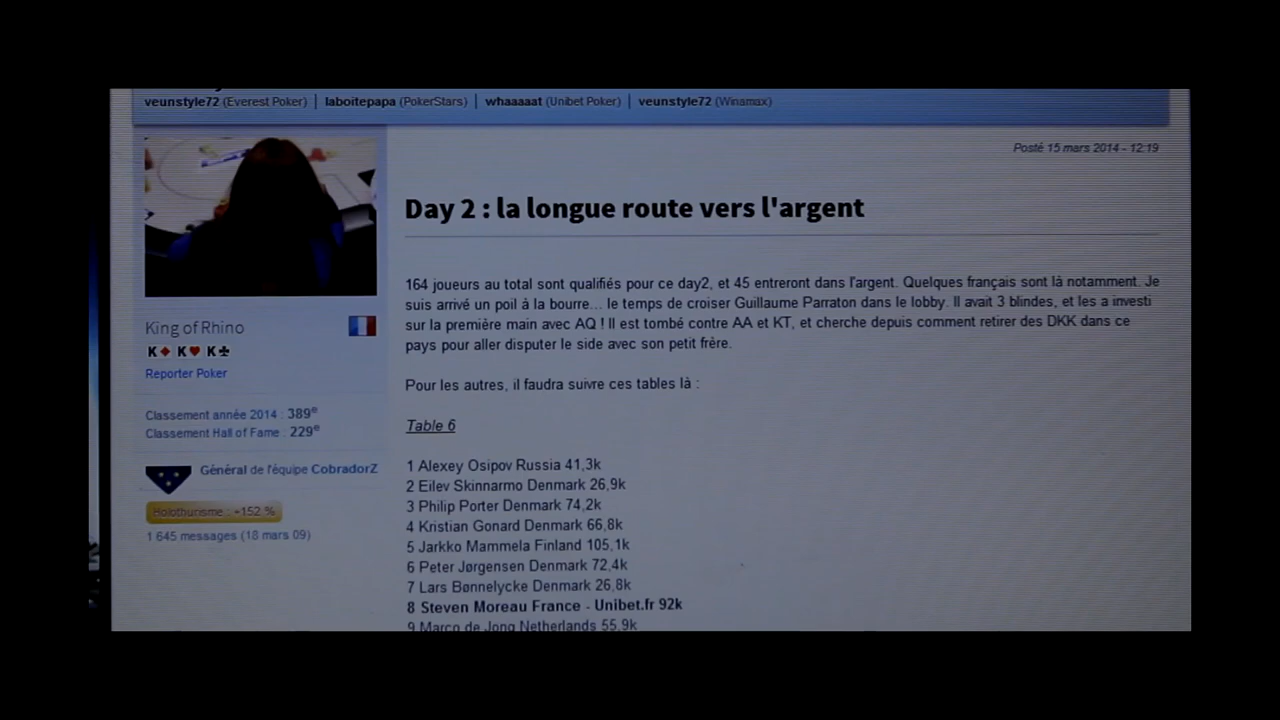 veunstyle72 (Everest Poker) | laboitepapa (PokerStars) | whaaaaat (Unibet Poker) | veunstyle72 (Winamax)
Posté 15 mars 2014 - 12:19
Day 2 : la longue route vers l'argent
164 joueurs au total sont qualifiés pour ce day2, et 45 entreront dans l'argent. Quelques français sont là notamment. Je
suis arrivé un poil à la bourre... le temps de croiser Guillaume Parraton dans le lobby. Il avait 3 blindes, et les a investi
sur la première main avec AQ ! Il est tombé contre AA et KT, et cherche depuis comment retirer des DKK dans ce
pays pour aller disputer le side avec son petit frère.
Pour les autres, il faudra suivre ces tables là :
Table 6
1 Alexey Osipov Russia 41,3k
2 Eilev Skinnarmo Denmark 26,9k
3 Philip Porter Denmark 74,2k
4 Kristian Gonard Denmark 66,8k
5 Jarkko Mammela Finland 105,1k
6 Peter Jørgensen Denmark 72,4k
7 Lars Bønnelycke Denmark 26,8k
8 Steven Moreau France - Unibet.fr 92k
9 Marco de Jong Netherlands 55,9k
King of Rhino
K♦ K♥ K♣
Reporter Poker
Classement année 2014 : 389e
Classement Hall of Fame : 229e
Général de l'équipe CobradorZ
Holothurisme : +152 %
1 645 messages (18 mars 09)